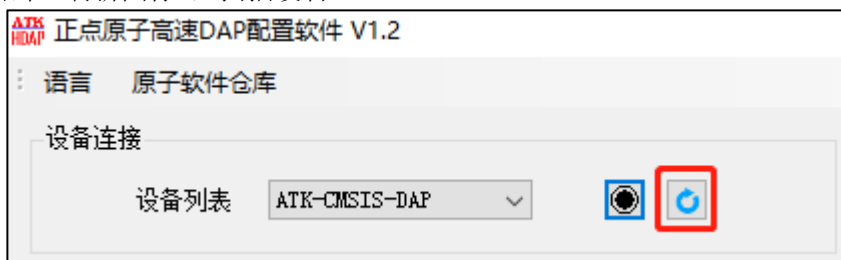 ATK
HDAP 正点原子高速DAP配置软件 V1.2
语言 原子软件仓库
设备连接
设备列表 ATK-CMSIS-DAP